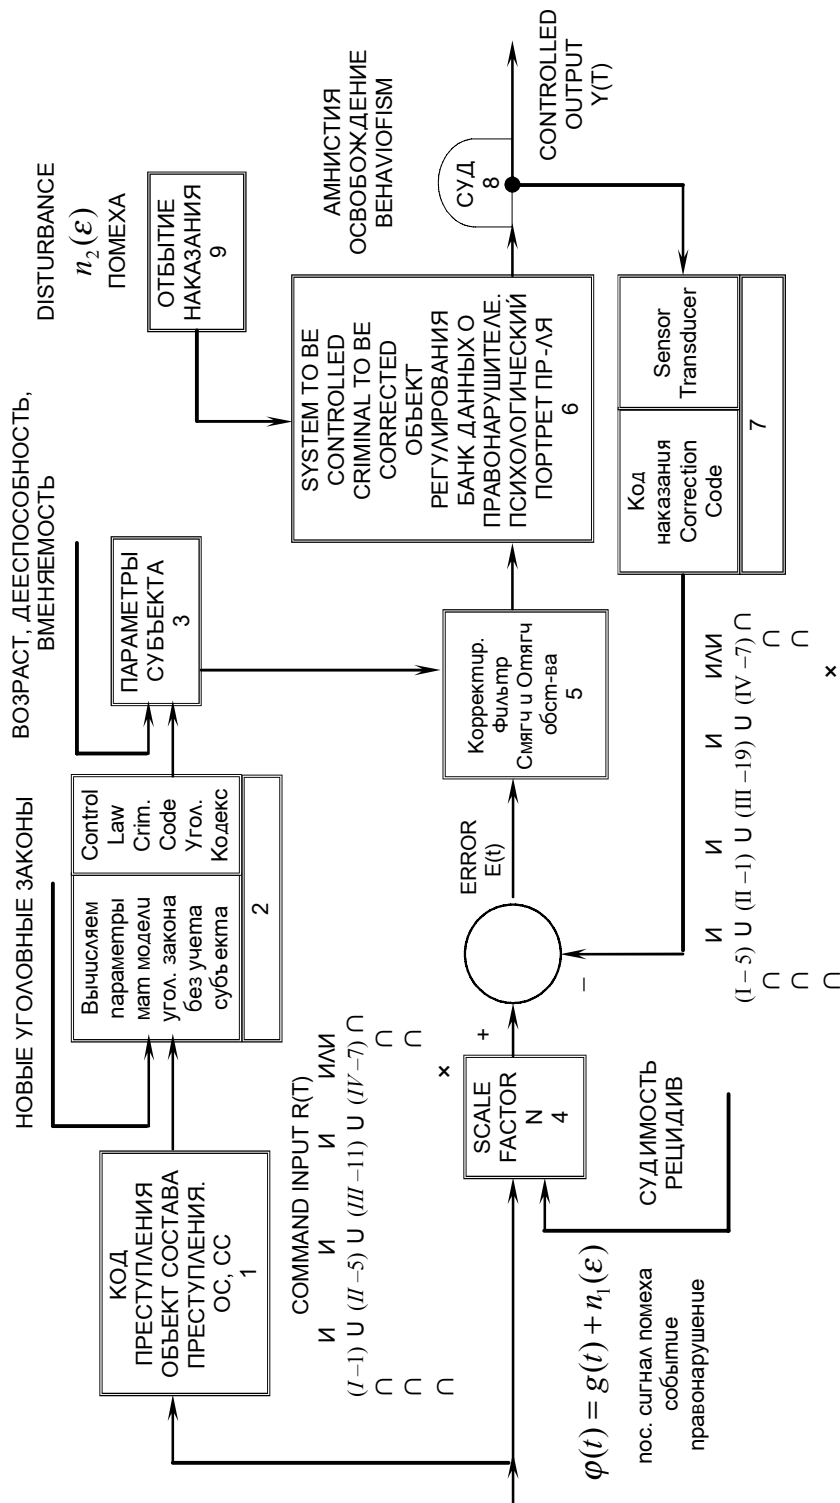 НОВЫЕ УГОЛОВНЫЕ ЗАКОНЫ
ВОЗРАСТ, ДЕЕСПОСОБНОСТЬ,
ВМЕНЯЕМОСТЬ
DISTURBANCE
n₂(ε)
ПОМЕХА
КОД
ПРЕСТУПЛЕНИЯ
ОБЪЕКТ СОСТАВА
ПРЕСТУПЛЕНИЯ.
ОС, СС
1
Вычисляем
параметры
мат модели
угол. закона
без учета
субъекта
Control
Law
Crim.
Code
Угол.
Кодекс
2
ПАРАМЕТРЫ
СУБЪЕКТА
3
ОТБЫТИЕ
НАКАЗАНИЯ
9
COMMAND INPUT R(T)
И И И ИЛИ
(I−1) ∪ (II−5) ∪ (III−11) ∪ (IV−7) ∩
∩ ∩
∩ ∩
∩ ×
SYSTEM TO BE
CONTROLLED
CRIMINAL TO BE
CORRECTED
ОБЪЕКТ
РЕГУЛИРОВАНИЯ
БАНК ДАННЫХ О
ПРАВОНАРУШИТЕЛЕ.
ПСИХОЛОГИЧЕСКИЙ
ПОРТРЕТ ПР-ЛЯ
6
АМНИСТИЯ
ОСВОБОЖДЕНИЕ
BEHAVIOFISM
SCALE
FACTOR
N
4
+
−
ERROR
E(t)
Корректир.
фильтр
Смягч и Отягч
обст-ва
5
СУД
8
CONTROLLED
OUTPUT
Y(T)
φ(t) = g(t) + n₁(ε)
пос. сигнал помеха
событие
правонарушение
СУДИМОСТЬ
РЕЦИДИВ
Код
наказания
Correction
Code
Sensor
Transducer
7
И И И ИЛИ
(I−5) ∪ (II−1) ∪ (III−19) ∪ (IV−7) ∩
∩ ∩
∩ ∩
∩ ×